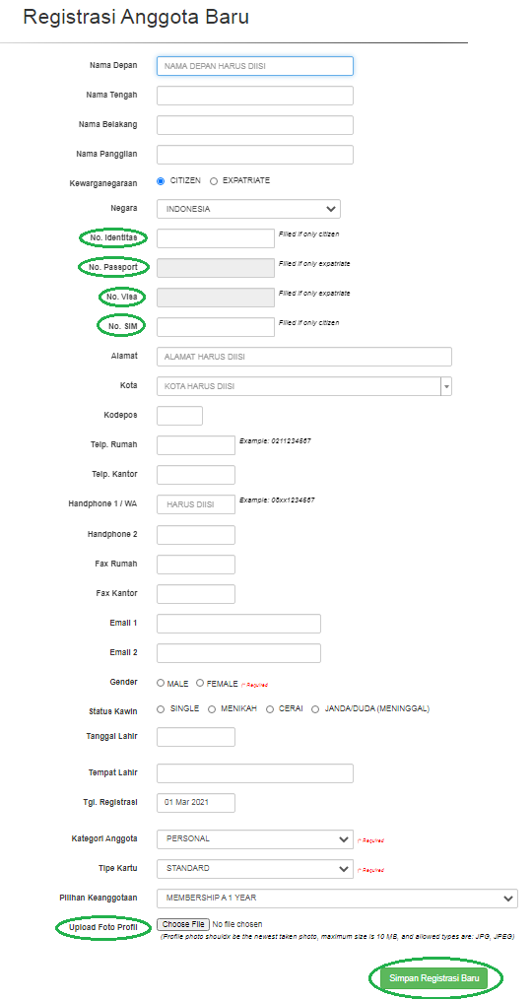 Registrasi Anggota Baru
Nama Depan NAMA DEPAN HARUS DIISI
Nama Tengah
Nama Belakang
Nama Panggilan
Kewarganegaraan CITIZEN EXPATRIATE
Negara INDONESIA
No. Identitas Filled if only citizen
No. Passport Filled if only expatriate
No. Visa Filled if only expatriate
No. SIM Filled if only citizen
Alamat ALAMAT HARUS DIISI
Kota KOTA HARUS DIISI
Kodepos
Telp. Rumah Example: 0211234567
Telp. Kantor
Handphone 1 / WA HARUS DIISI Example: 08xx1234567
Handphone 2
Fax Rumah
Fax Kantor
Email 1
Email 2
Gender MALE FEMALE (* Required
Status Kawin SINGLE MENIKAH CERAI JANDA/DUDA (MENINGGAL)
Tanggal Lahir
Tempat Lahir
Tgl. Registrasi 01 Mar 2021
Kategori Anggota PERSONAL (* Required
Tipe Kartu STANDARD (* Required
Pilihan Keanggotaan MEMBERSHIP A 1 YEAR
Upload Foto Profil Choose File No file chosen
(Profile photo shouldx be the newest taken photo, maximum size is 10 MB, and allowed types are: JPG, JPEG)
Simpan Registrasi Baru